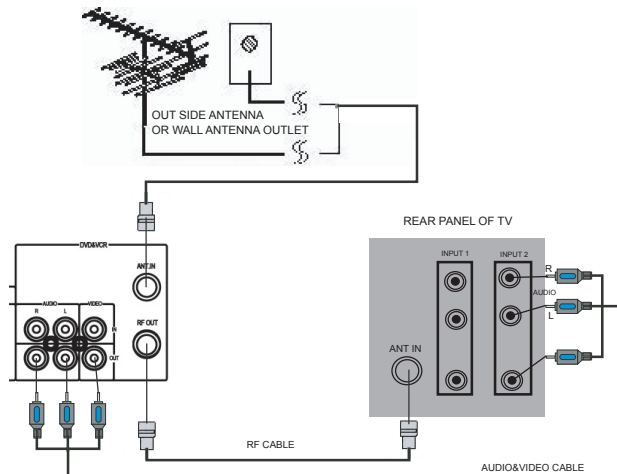 OUT SIDE ANTENNA
OR WALL ANTENNA OUTLET
REAR PANEL OF TV
DVD&VCR
ANT.IN
AUDIO
VIDEO
R
L
IN
RF OUT
OUT
INPUT 1
INPUT 2
R
AUDIO
L
ANT IN
RF CABLE
AUDIO&VIDEO CABLE